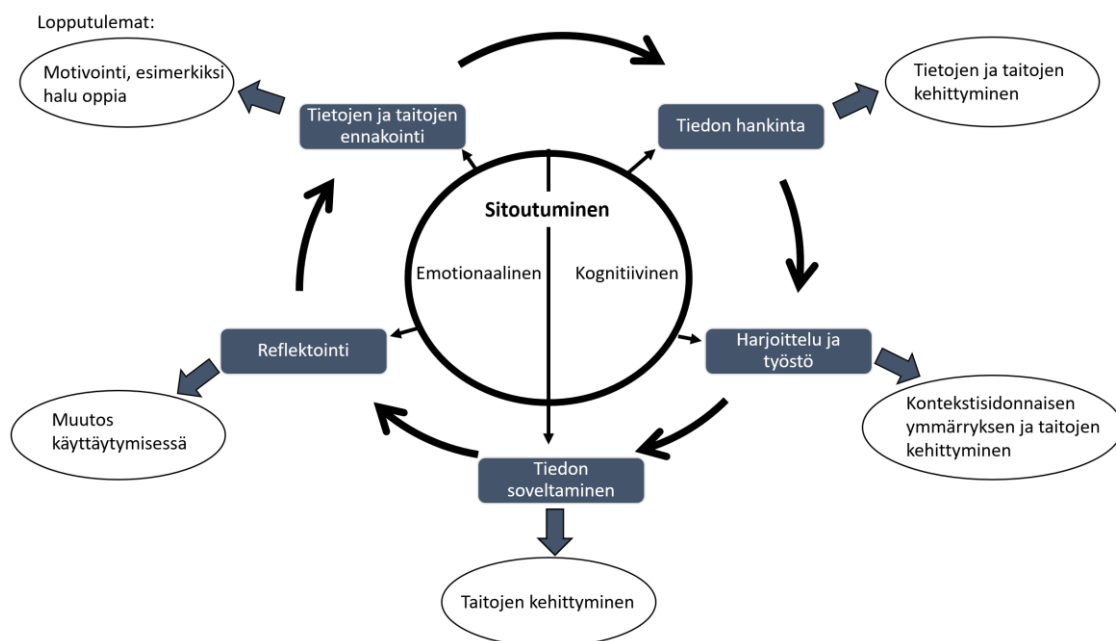 Lopputulemat:
Motivointi, esimerkiksi
halu oppia
Tietojen ja taitojen
ennakointi
Tiedon hankinta
Tietojen ja taitojen
kehittyminen
Sitoutuminen
Emotionaalinen
Kognitiivinen
Reflektointi
Harjoittelu ja
työstö
Muutos
käyttäytymisessä
Kontekstisidonnaisen
ymmärryksen ja taitojen
kehittyminen
Tiedon
soveltaminen
Taitojen kehittyminen